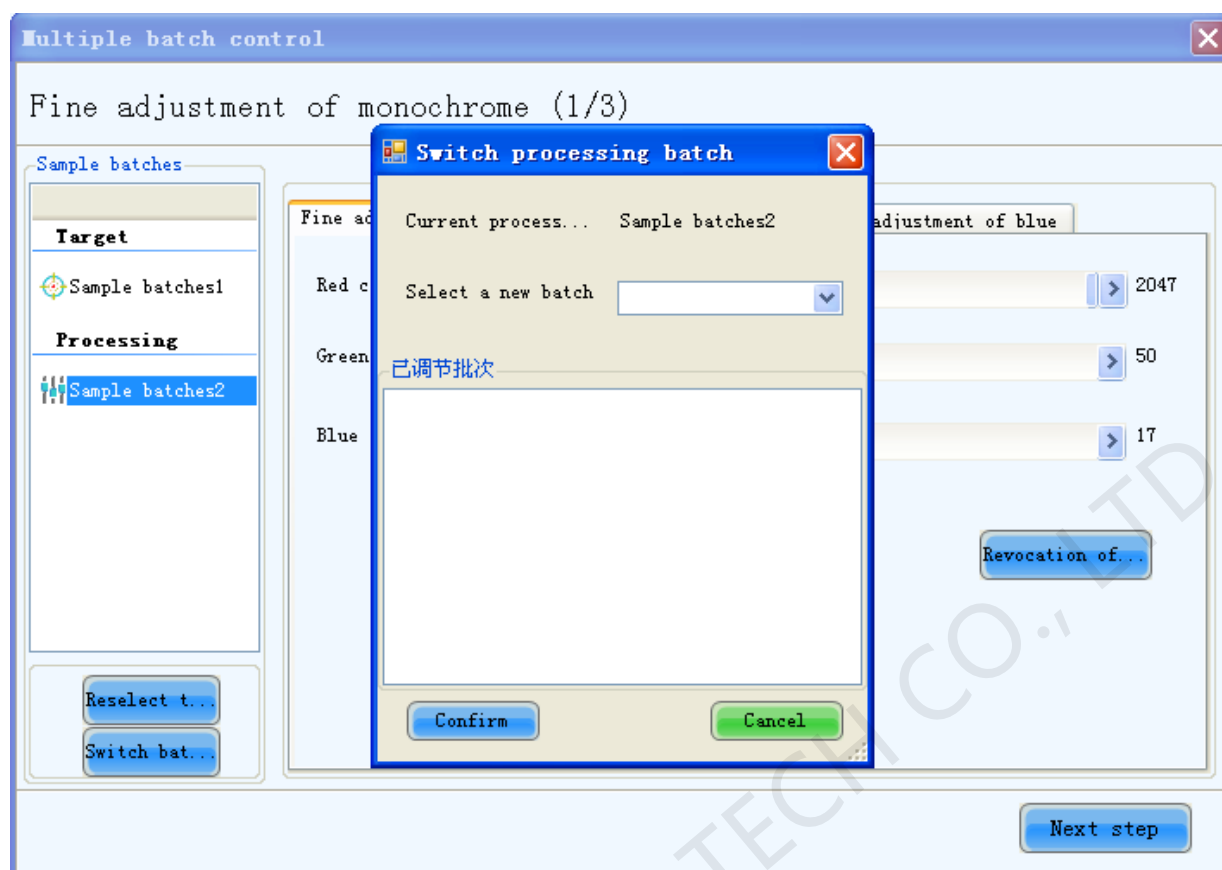 Multiple batch control
Fine adjustment of monochrome (1/3)
Sample batches
Target
Sample batches1
Processing
Sample batches2
Reselect t...
Switch bat...
Fine ad
adjustment of blue
Red c
2047
Green
50
Blue
17
Revocation of...
Switch processing batch
Current process... Sample batches2
Select a new batch
已调节批次
Confirm Cancel
Next step
TECH CO., LTD